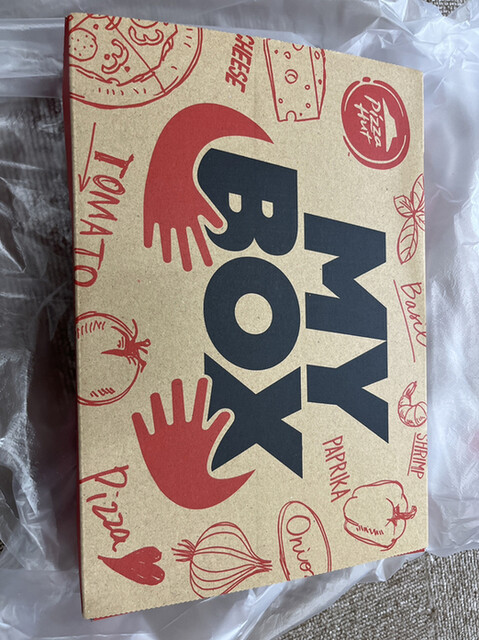 CHEESE
Pizza
Hut
TOMATO
MY
BOX
Basil
SHRIMP
PAPRIKA
Pizza
Onion